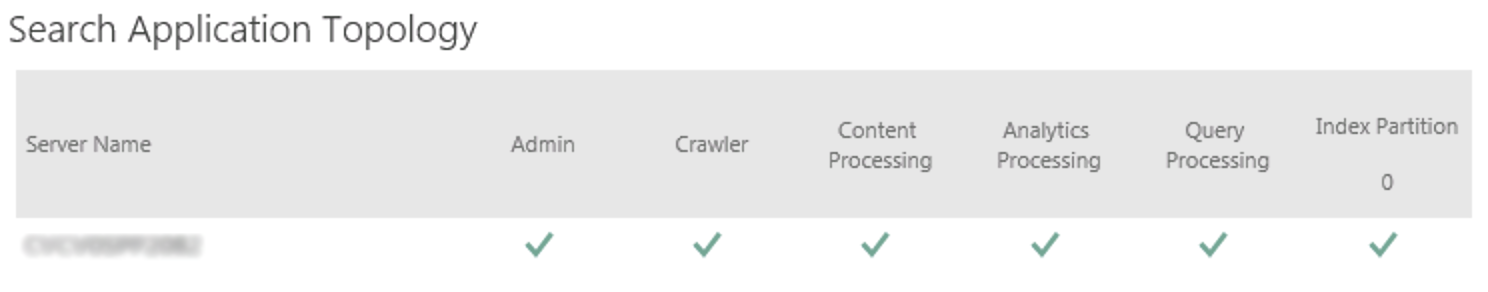 Search Application Topology
Server Name
Admin
Crawler
Content
Processing
Analytics
Processing
Query
Processing
Index Partition
0